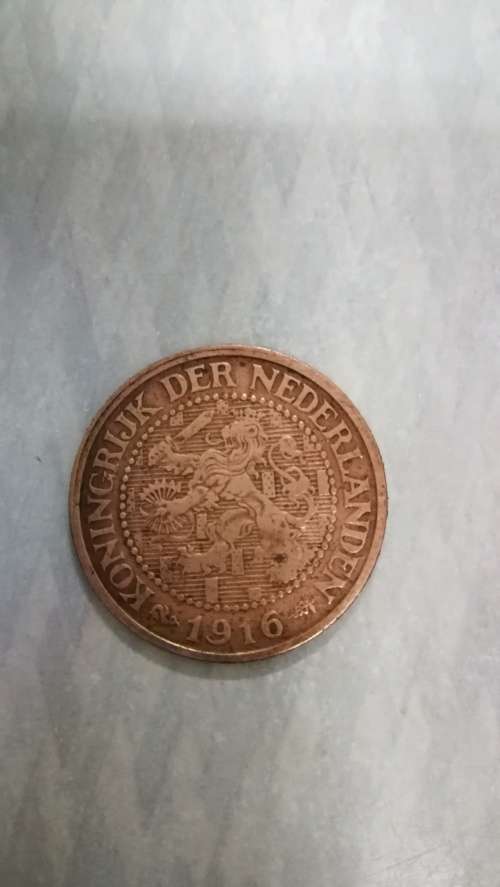 KONINGRIJK DER NEDERLANDEN
1916